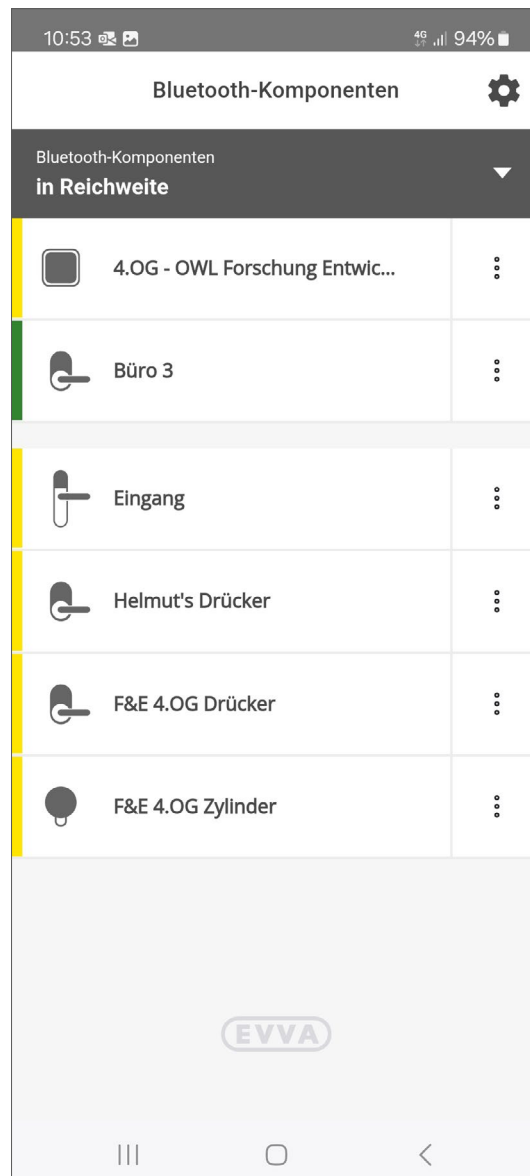 10:53
4G
94%
Bluetooth-Komponenten
Bluetooth-Komponenten
in Reichweite
4.OG - OWL Forschung Entwic...
Büro 3
Eingang
Helmut's Drücker
F&E 4.OG Drücker
F&E 4.OG Zylinder
EVVA